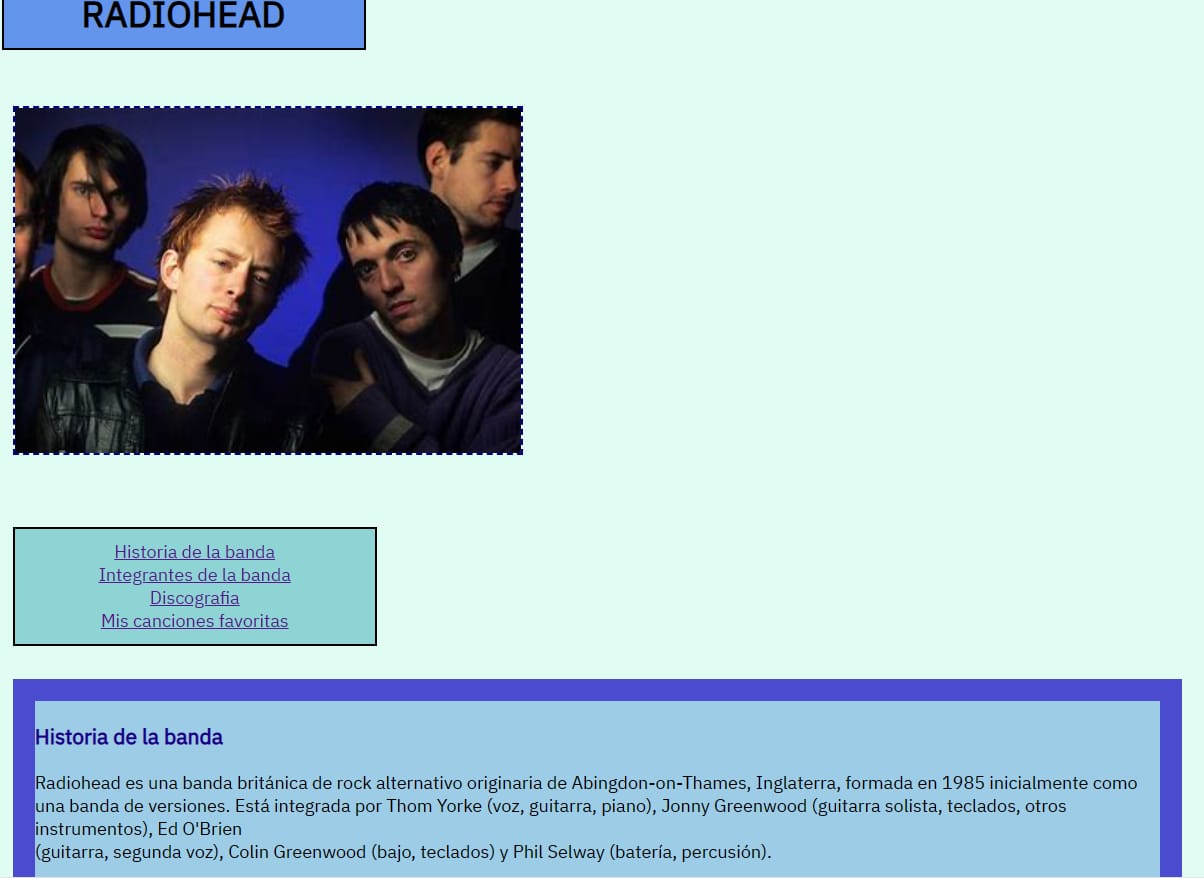 RADIOHEAD
Historia de la banda
Integrantes de la banda
Discografia
Mis canciones favoritas
Historia de la banda
Radiohead es una banda británica de rock alternativo originaria de Abingdon-on-Thames, Inglaterra, formada en 1985 inicialmente como
una banda de versiones. Está integrada por Thom Yorke (voz, guitarra, piano), Jonny Greenwood (guitarra solista, teclados, otros
instrumentos), Ed O'Brien
(guitarra, segunda voz), Colin Greenwood (bajo, teclados) y Phil Selway (batería, percusión).